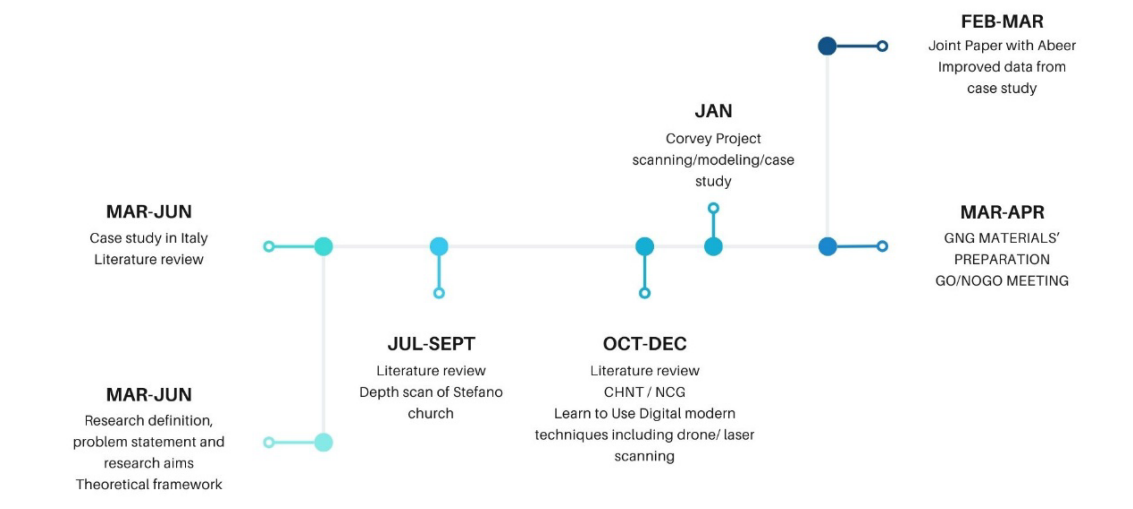 FEB-MAR
Joint Paper with Abeer
Improved data from
case study
JAN
Corvey Project
scanning/modeling/case
study
MAR-JUN
Case study in Italy
Literature review
MAR-APR
GNG MATERIALS’
PREPARATION
GO/NOGO MEETING
JUL-SEPT
Literature review
Depth scan of Stefano
church
OCT-DEC
Literature review
CHNT / NCG
Learn to Use Digital modern
techniques including drone/ laser
scanning
MAR-JUN
Research definition,
problem statement and
research aims
Theoretical framework